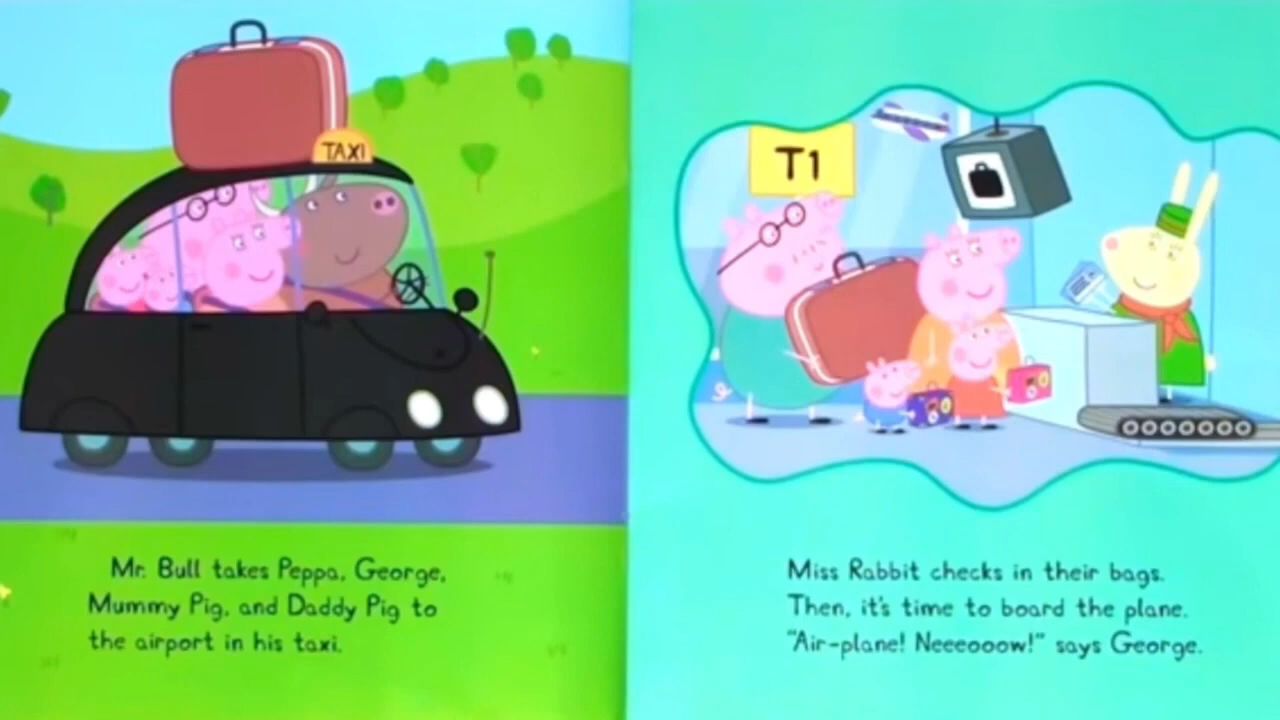 TAXI
Mr. Bull takes Peppa, George,
Mummy Pig, and Daddy Pig to
the airport in his taxi.
T1
Miss Rabbit checks in their bags.
Then, it's time to board the plane.
"Air-plane! Neeeooow!" says George.